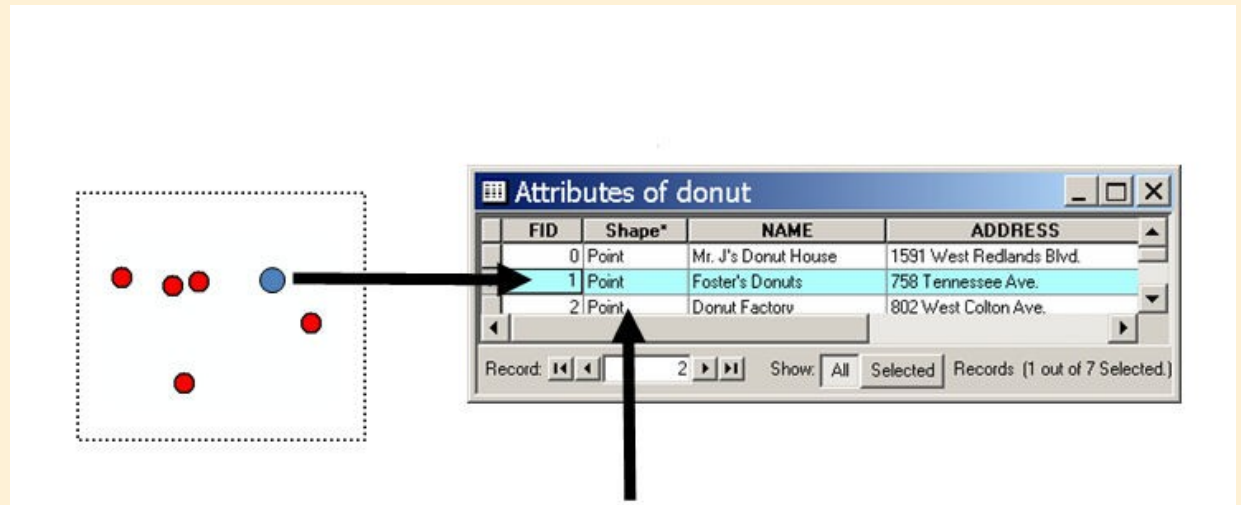 Attributes of donut
FID Shape* NAME ADDRESS
0 Point Mr. J's Donut House 1591 West Redlands Blvd.
1 Point Foster's Donuts 758 Tennessee Ave.
2 Point Donut Factory 802 West Colton Ave.
Record: 2 Show: All Selected Records (1 out of 7 Selected.)